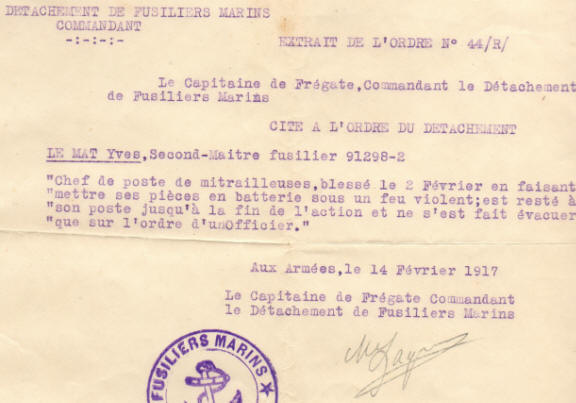 DETACHEMENT DE FUSILIERS MARINS
COMMANDANT
-:-:-:-
EXTRAIT DE L'ORDRE N° 44/R/
Le Capitaine de Frégate,Commandant le Détachement
de Fusiliers Marins
CITE A L'ORDRE DU DETACHEMENT
LE MAT Yves,Second-Maitre fusilier 91298-2
"Chef de poste de mitrailleuses,blessé le 2 Février en faisant
"mettre ses pièces en batterie sous un feu violent;est resté à
"son poste jusqu'à la fin de l'action et ne s'est fait évacuer
"que sur l'ordre d'unOfficier."
Aux Armées,le 14 Février 1917
Le Capitaine de Frégate Commandant
le Détachement de Fusiliers Marins
FUSILIERS MARINS